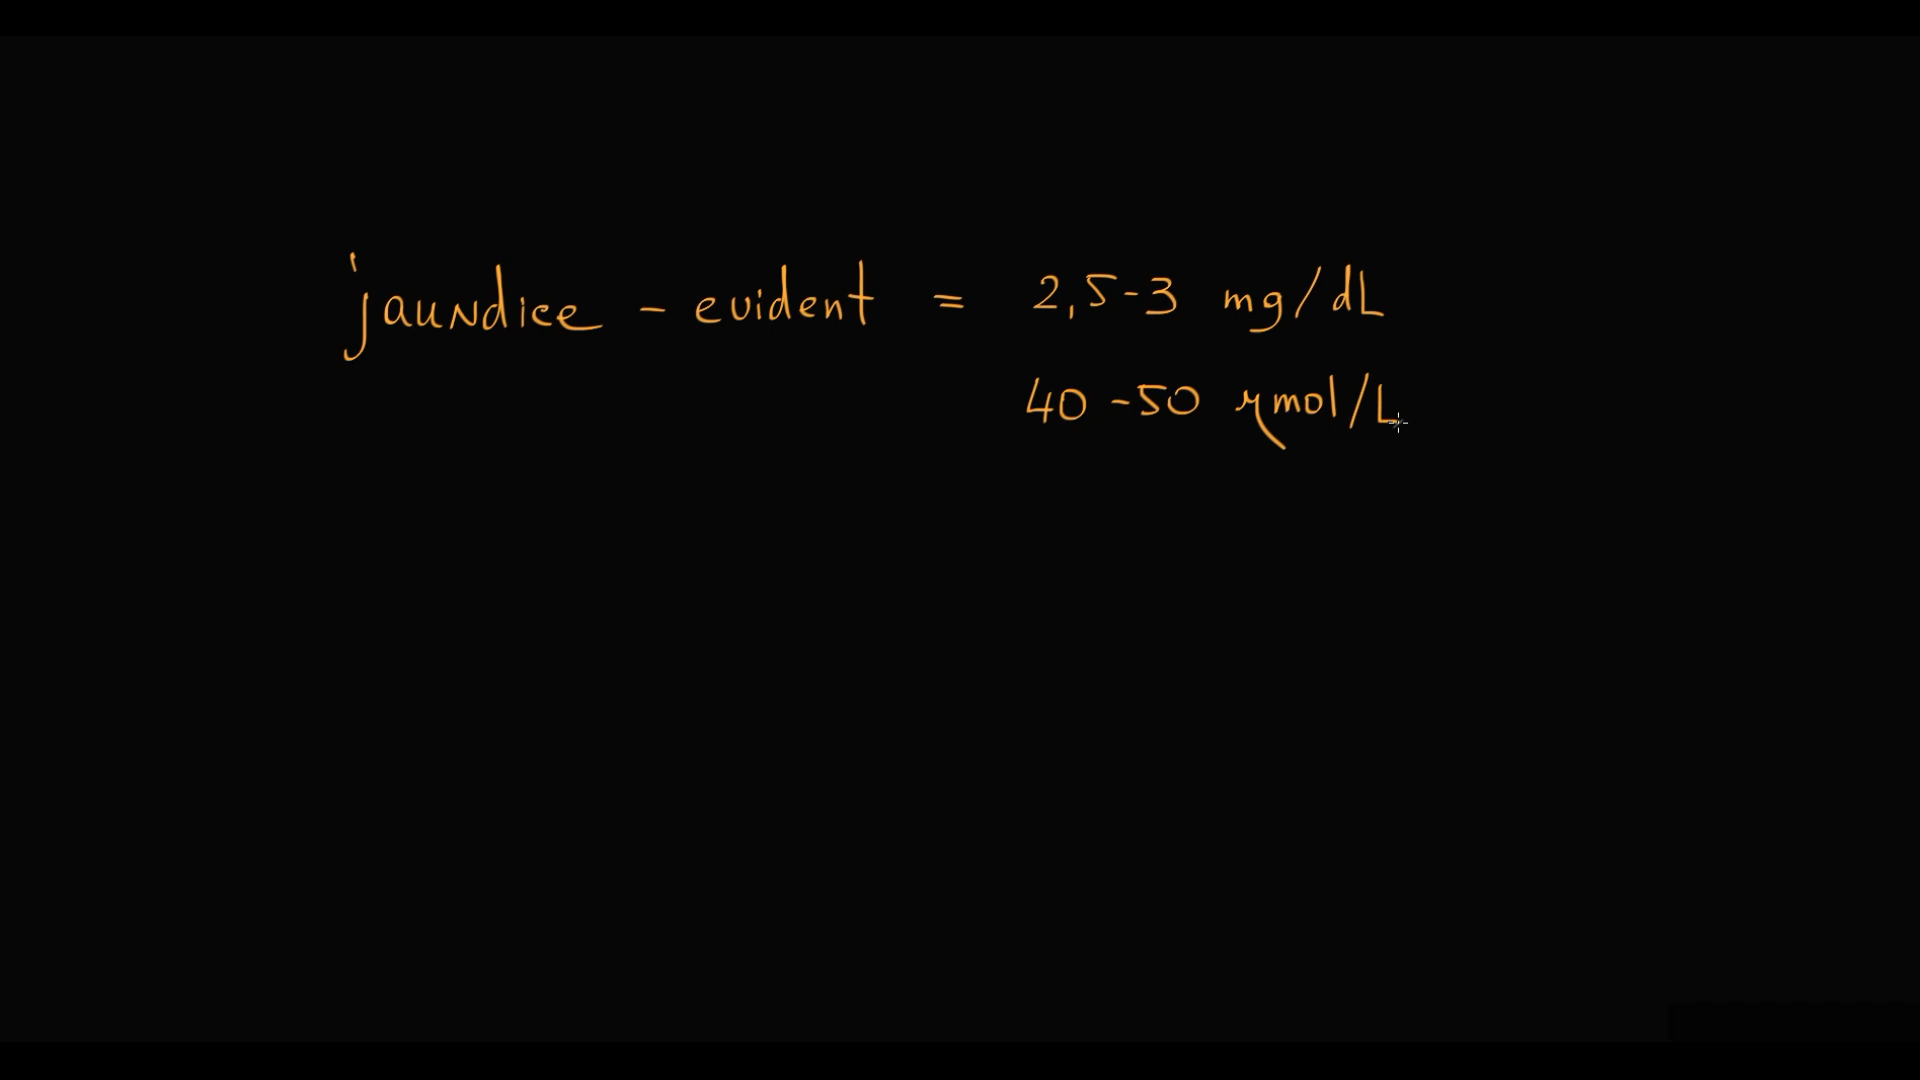 jaundice - evident = 2,5-3 mg/dL
40-50 μmol/L